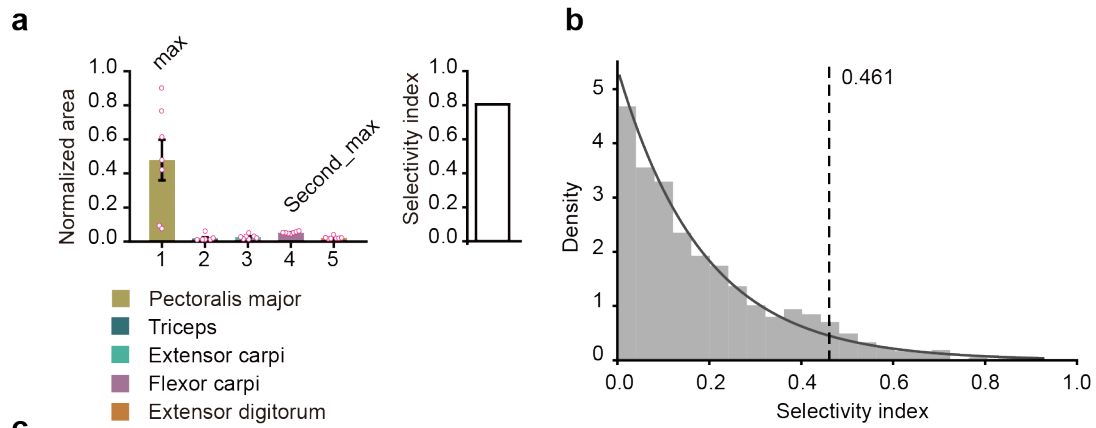 a
Normalized area
1.0
0.8
0.6
0.4
0.2
0.0
max
Second_max
1 2 3 4 5
Selectivity index
1.0
0.8
0.6
0.4
0.2
0.0
Pectoralis major
Triceps
Extensor carpi
Flexor carpi
Extensor digitorum
b
0.461
Density
5
4
3
2
1
0
0.0 0.2 0.4 0.6 0.8 1.0
Selectivity index